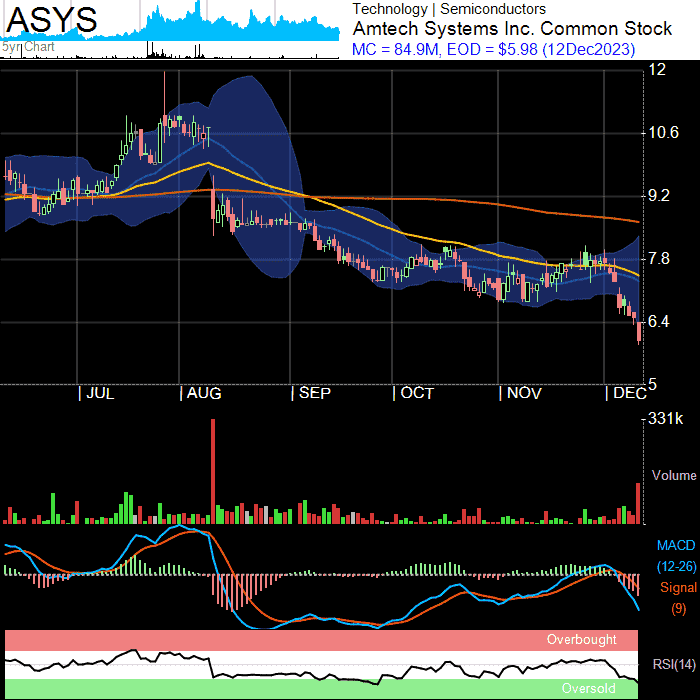 ASYS
5yr Chart
Technology | Semiconductors
Amtech Systems Inc. Common Stock
MC = 84.9M, EOD = $5.98 (12Dec2023)
12
10.6
9.2
7.8
6.4
5
| JUL | AUG | SEP | OCT | NOV | DEC
331k
Volume
MACD
(12-26)
Signal
(9)
Overbought
RSI(14)
Oversold